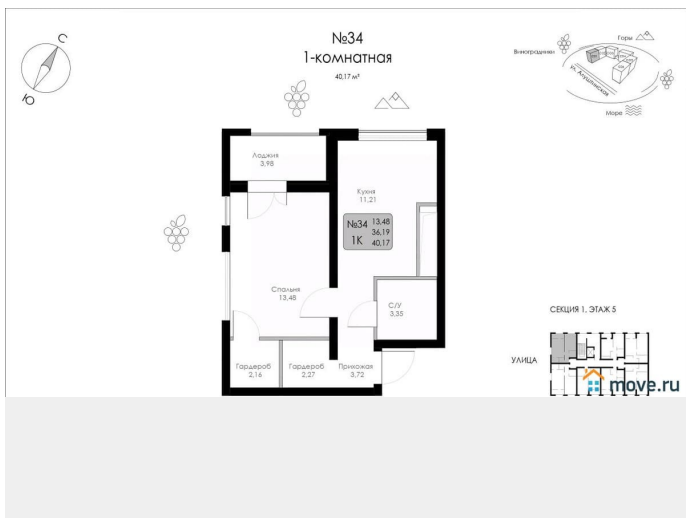 С
Ю
№34
1-комнатная
40,17 м²
Горы
Виноградники
ул. Алуштинская
Море
Лоджия
3,98
Кухня
11,21
№34 13,48
36,19
1К 40,17
Спальня
13,48
С/У
3,35
Гардероб
2,16
Гардероб
2,27
Прихожая
3,72
СЕКЦИЯ 1, ЭТАЖ 5
УЛИЦА
move.ru